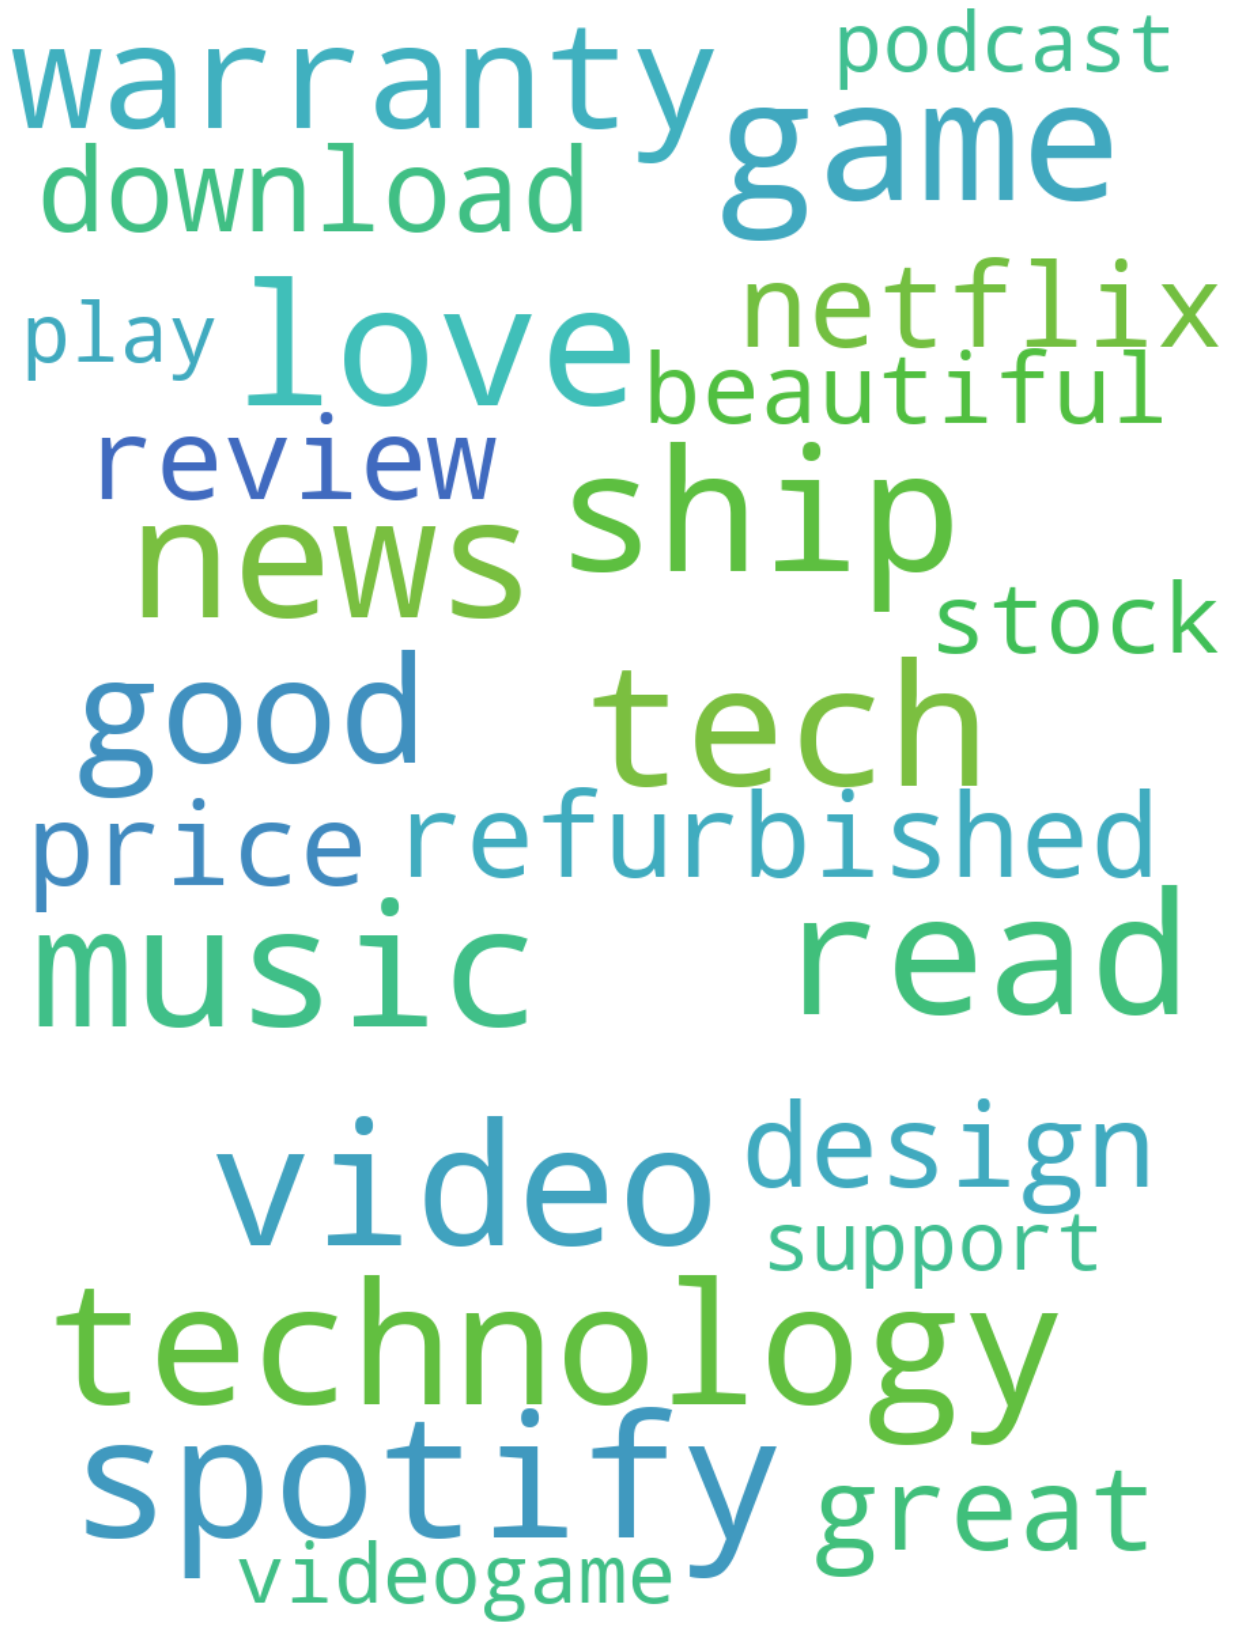 warranty
podcast
game
download
netflix
play
love
beautiful
review
ship
news
stock
good
tech
price
refurbished
music
read
video
design
support
technology
spotify
great
videogame